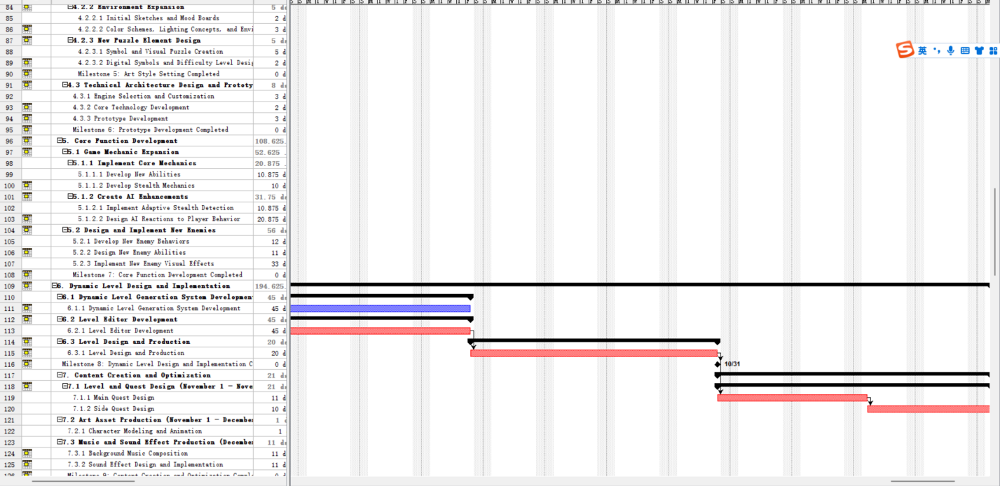 84 4.2.2 Environment Expansion 5 d
85 4.2.2.1 Initial Sketches and Mood Boards 2 d
86 4.2.2.2 Color Schemes, Lighting Concepts, and Envi 3 d
87 4.2.3 New Puzzle Element Design 5 d
88 4.2.3.1 Symbol and Visual Puzzle Creation 5 d
89 4.2.3.2 Digital Symbols and Difficulty Level Desig 2 d
90 Milestone 5: Art Style Setting Completed 0 d
91 4.3 Technical Architecture Design and Prototy 8 d
92 4.3.1 Engine Selection and Customization 3 d
93 4.3.2 Core Technology Development 2 d
94 4.3.3 Prototype Development 3 d
95 Milestone 6: Prototype Development Completed 0 d
96 5. Core Function Development 108.625
97 5.1 Game Mechanic Expansion 52.625
98 5.1.1 Implement Core Mechanics 20.875
99 5.1.1.1 Develop New Abilities 10.875 d
100 5.1.1.2 Develop Stealth Mechanics 10 d
101 5.1.2 Create AI Enhancements 31.75 d
102 5.1.2.1 Implement Adaptive Stealth Detection 10.875 d
103 5.1.2.2 Design AI Reactions to Player Behavior 20.875 d
104 5.2 Design and Implement New Enemies 56 d
105 5.2.1 Develop New Enemy Behaviors 12 d
106 5.2.2 Design New Enemy Abilities 11 d
107 5.2.3 Implement New Enemy Visual Effects 33 d
108 Milestone 7: Core Function Development Completed 0 d
109 6. Dynamic Level Design and Implementation 194.625
110 6.1 Dynamic Level Generation System Developmen 45 d
111 6.1.1 Dynamic Level Generation System Development 45 d
112 6.2 Level Editor Development 45 d
113 6.2.1 Level Editor Development 45 d
114 6.3 Level Design and Production 20 d
115 6.3.1 Level Design and Production 20 d
116 Milestone 8: Dynamic Level Design and Implementation C 0 d 10/31
117 7. Content Creation and Optimization 21 d
118 7.1 Level and Quest Design (November 1 – Nove 21 d
119 7.1.1 Main Quest Design 11 d
120 7.1.2 Side Quest Design 10 d
121 7.2 Art Asset Production (November 1 – Decembe 1 d
122 7.2.1 Character Modeling and Animation 1
123 7.3 Music and Sound Effect Production (Decembe 11 d
124 7.3.1 Background Music Composition 11 d
125 7.3.2 Sound Effect Design and Implementation 11 d
S 英